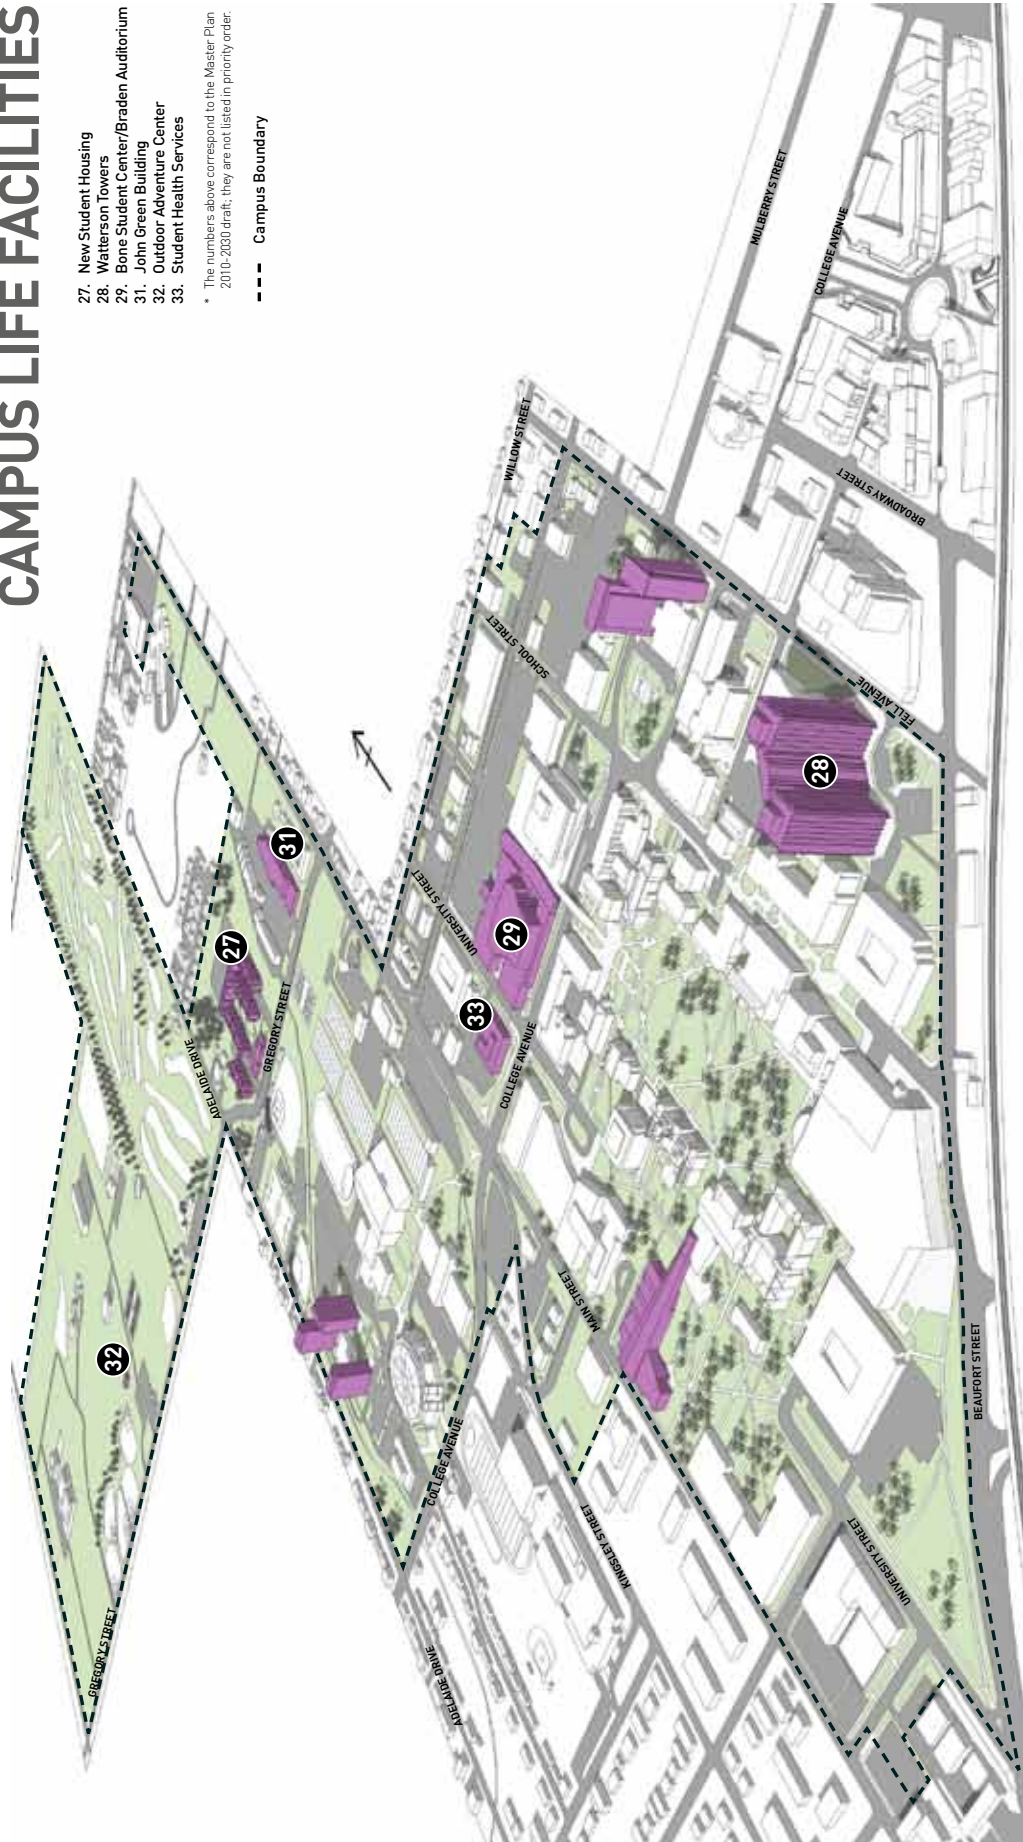 CAMPUS LIFE FACILITIES
27. New Student Housing
28. Watterson Towers
29. Bone Student Center/Braden Auditorium
31. John Green Building
32. Outdoor Adventure Center
33. Student Health Services
* The numbers above correspond to the Master Plan
2010-2030 draft; they are not listed in priority order.
Campus Boundary
GREGORY STREET
32
ADELAIDE DRIVE
27
31
GREGORY STREET
ADELAIDE DRIVE
COLLEGE AVENUE
33
29
UNIVERSITY STREET
COLLEGE AVENUE
SCHOOL STREET
WILLOW STREET
KINGSLEY STREET
MAIN STREET
28
FELL AVENUE
MULBERRY STREET
COLLEGE AVENUE
BROADWAY STREET
UNIVERSITY STREET
BEAUFORT STREET